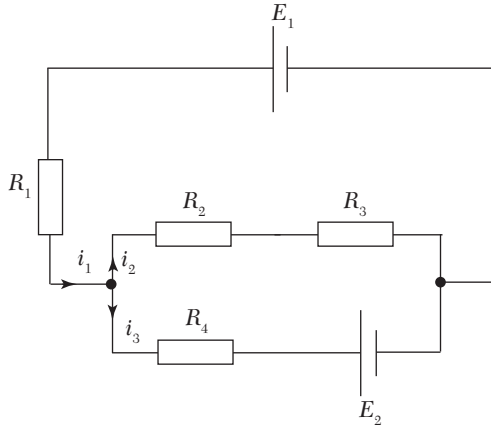 E₁
R₁
R₂ R₃
i₁ i₂
i₃
R₄
E₂